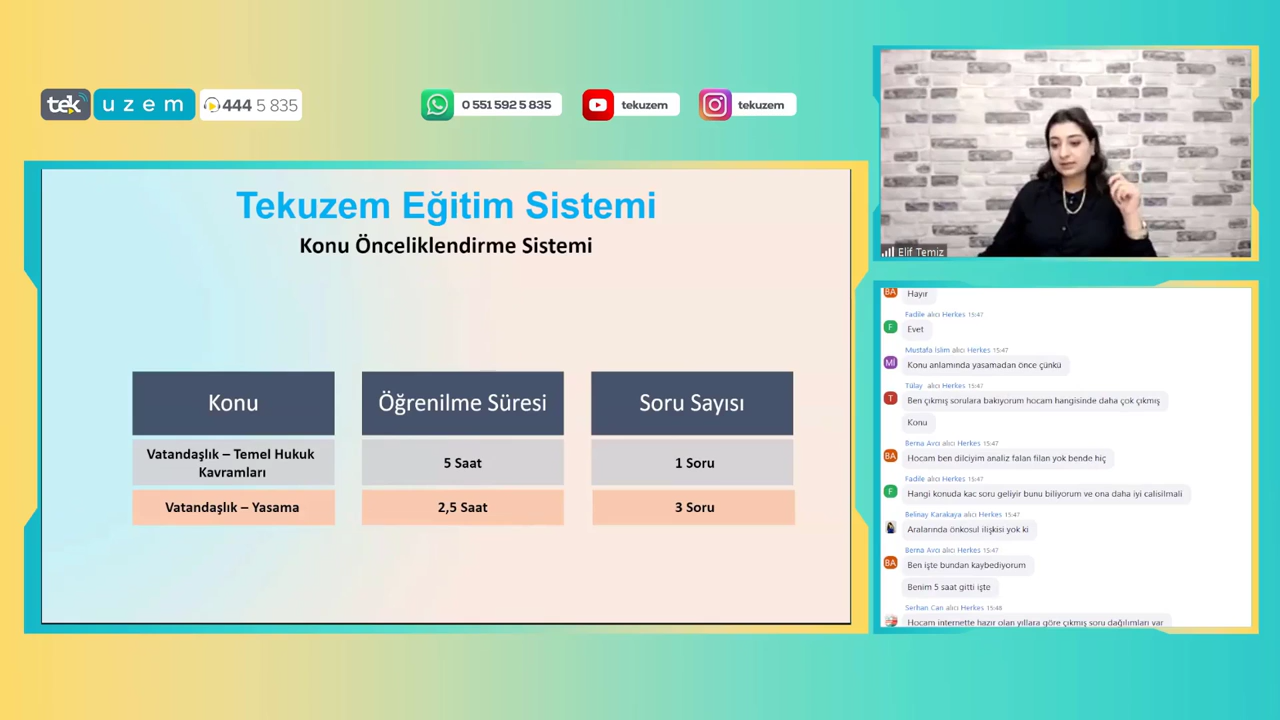 tek uzem 444 5 835
0 551 592 5 835
tekuzem
tekuzem
Tekuzem Eğitim Sistemi
Konu Önceliklendirme Sistemi
Konu Öğrenilme Süresi Soru Sayısı
Vatandaşlık – Temel Hukuk
Kavramları
5 Saat 1 Soru
Vatandaşlık – Yasama 2,5 Saat 3 Soru
Elif Temiz
BA Hayır
Fadile alıcı Herkes 15:47
F Evet
Mustafa İslim alıcı Herkes 15:47
Mİ Konu anlamında yasamadan önce çünkü
Tülay alıcı Herkes 15:47
T Ben çıkmış sorulara bakıyorum hocam hangisinde daha çok çıkmış
Konu
Berna Avcı alıcı Herkes 15:47
BA Hocam ben dilciyim analiz falan filan yok bende hiç
Fadile alıcı Herkes 15:47
F Hangi konuda kac soru geliyir bunu biliyorum ve ona daha iyi calisilmali
Belinay Karakaya alıcı Herkes 15:47
Aralarında önkosul ilişkisi yok ki
Berna Avcı alıcı Herkes 15:47
BA Ben işte bundan kaybediyorum
Benim 5 saat gitti işte
Serhan Can alıcı Herkes 15:48
Hocam internette hazır olan yıllara göre çıkmış soru dağılımları var